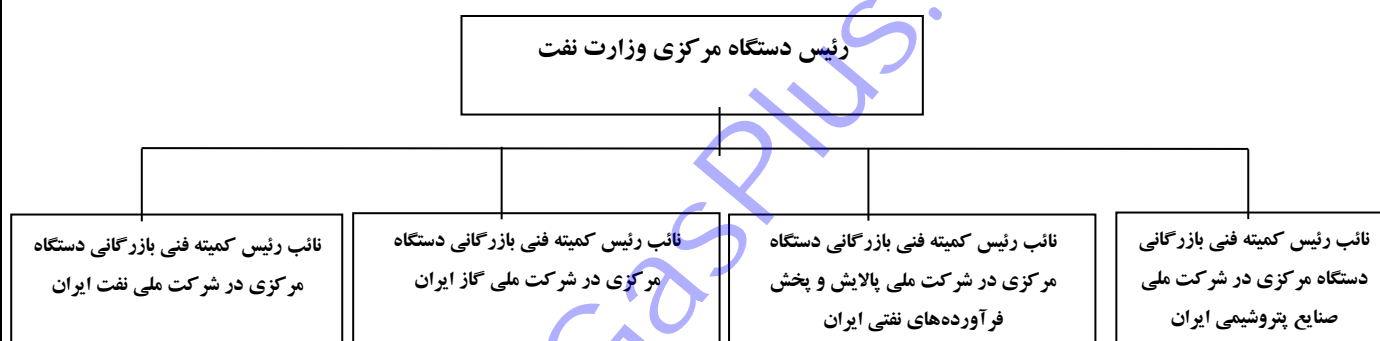 رئیس دستگاه مرکزی وزارت نفت
نائب رئیس کمیته فنی بازرگانی
دستگاه مرکزی در شرکت ملی
صنایع پتروشیمی ایران
نائب رئیس کمیته فنی بازرگانی دستگاه
مرکزی در شرکت ملی پالایش و پخش
فرآورده‌های نفتی ایران
نائب رئیس کمیته فنی بازرگانی دستگاه
مرکزی در شرکت ملی گاز ایران
نائب رئیس کمیته فنی بازرگانی دستگاه
مرکزی در شرکت ملی نفت ایران
GasPlus.